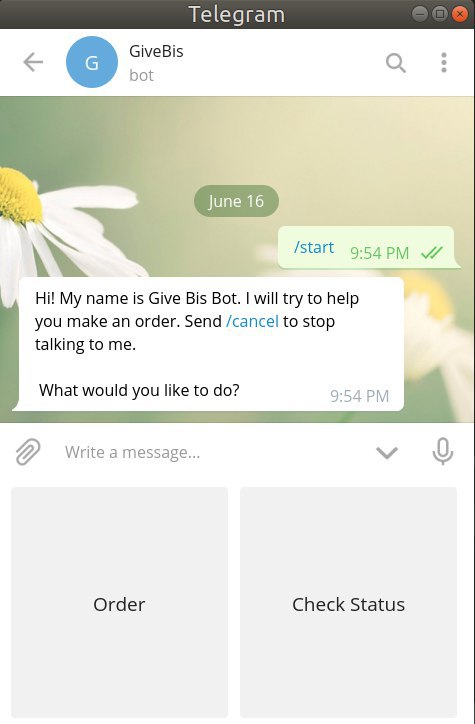 Telegram
G
GiveBis
bot
June 16
/start 9:54 PM
Hi! My name is Give Bis Bot. I will try to help
you make an order. Send /cancel to stop
talking to me.
What would you like to do?
9:54 PM
Write a message...
Order
Check Status